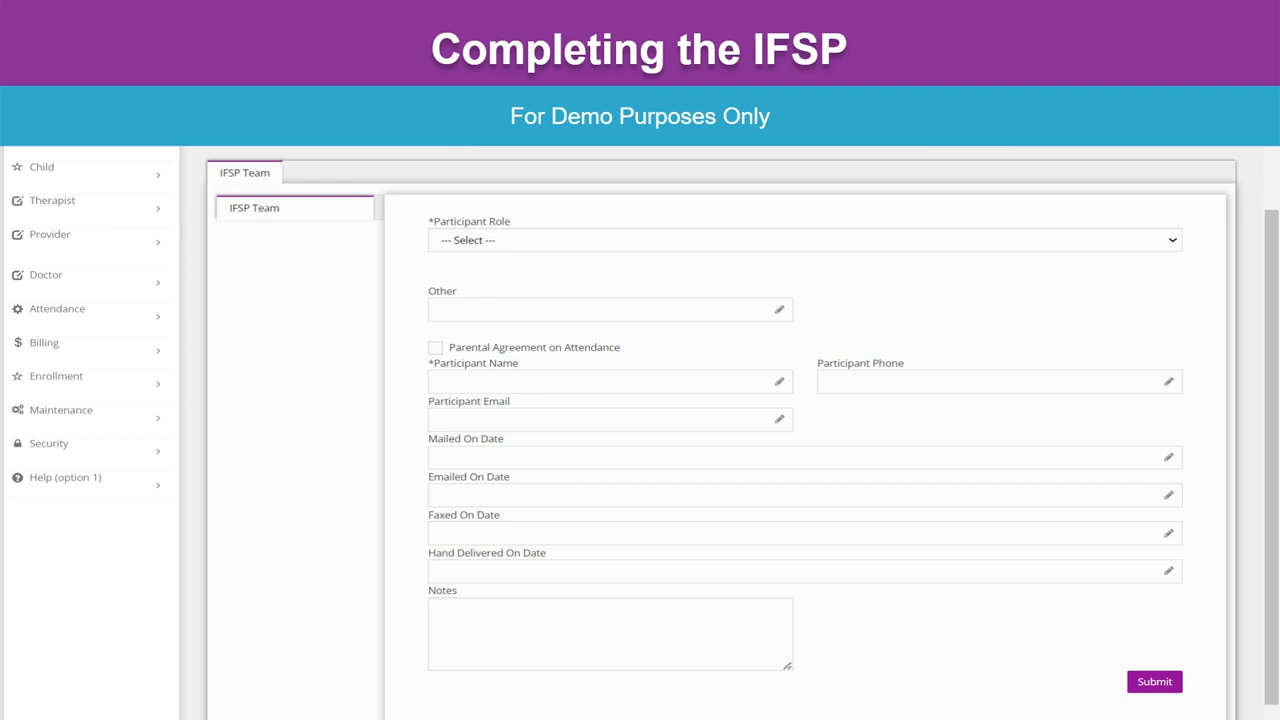 Completing the IFSP
For Demo Purposes Only
Child
Therapist
Provider
Doctor
Attendance
Billing
Enrollment
Maintenance
Security
Help (option 1)
IFSP Team
IFSP Team
*Participant Role
--- Select ---
Other
Parental Agreement on Attendance
*Participant Name
Participant Phone
Participant Email
Mailed On Date
Emailed On Date
Faxed On Date
Hand Delivered On Date
Notes
Submit